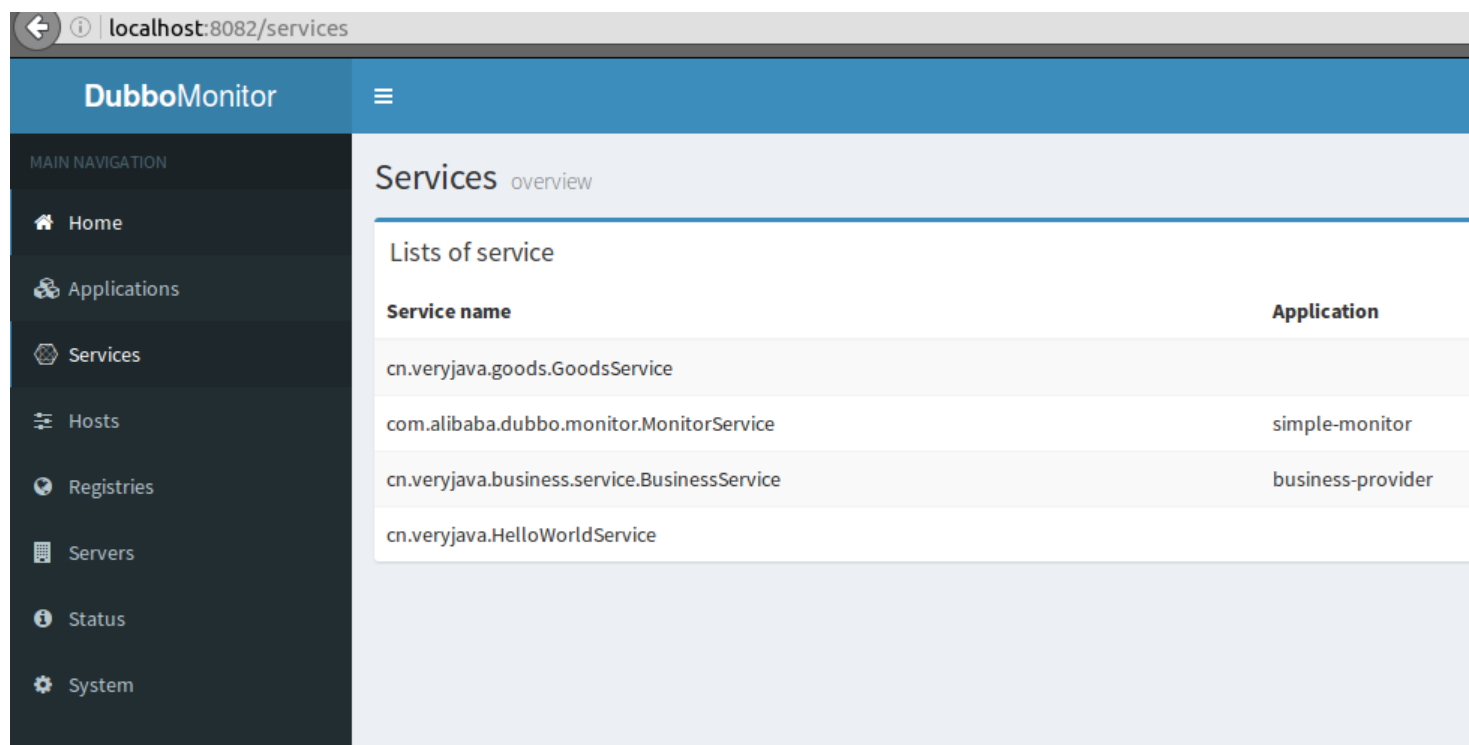 localhost:8082/services
DubboMonitor
MAIN NAVIGATION
Home
Applications
Services
Hosts
Registries
Servers
Status
System
Services overview
Lists of service
Service name Application
cn.veryjava.goods.GoodsService
com.alibaba.dubbo.monitor.MonitorService simple-monitor
cn.veryjava.business.service.BusinessService business-provider
cn.veryjava.HelloWorldService